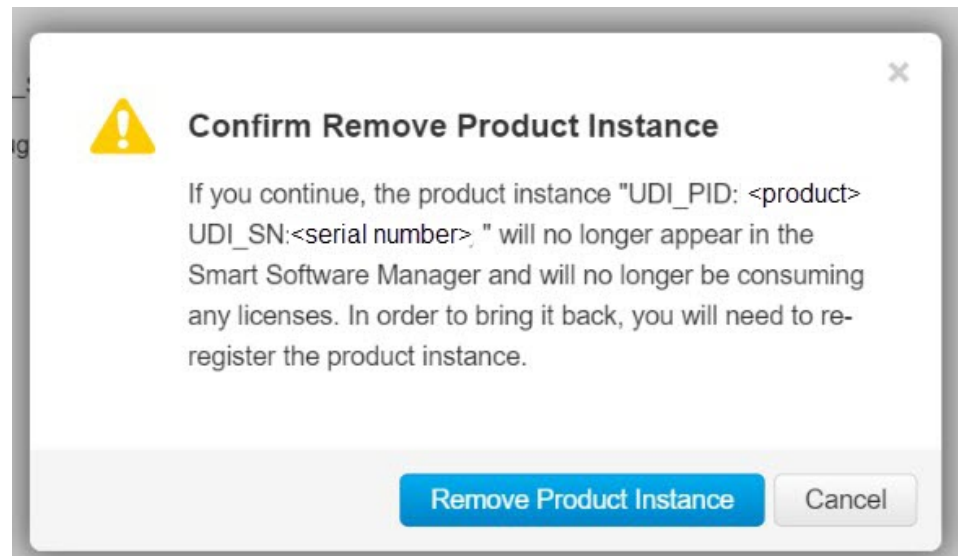 ×
Confirm Remove Product Instance
If you continue, the product instance "UDI_PID: <product>
UDI_SN:<serial number>, " will no longer appear in the
Smart Software Manager and will no longer be consuming
any licenses. In order to bring it back, you will need to re-
register the product instance.
Remove Product Instance
Cancel